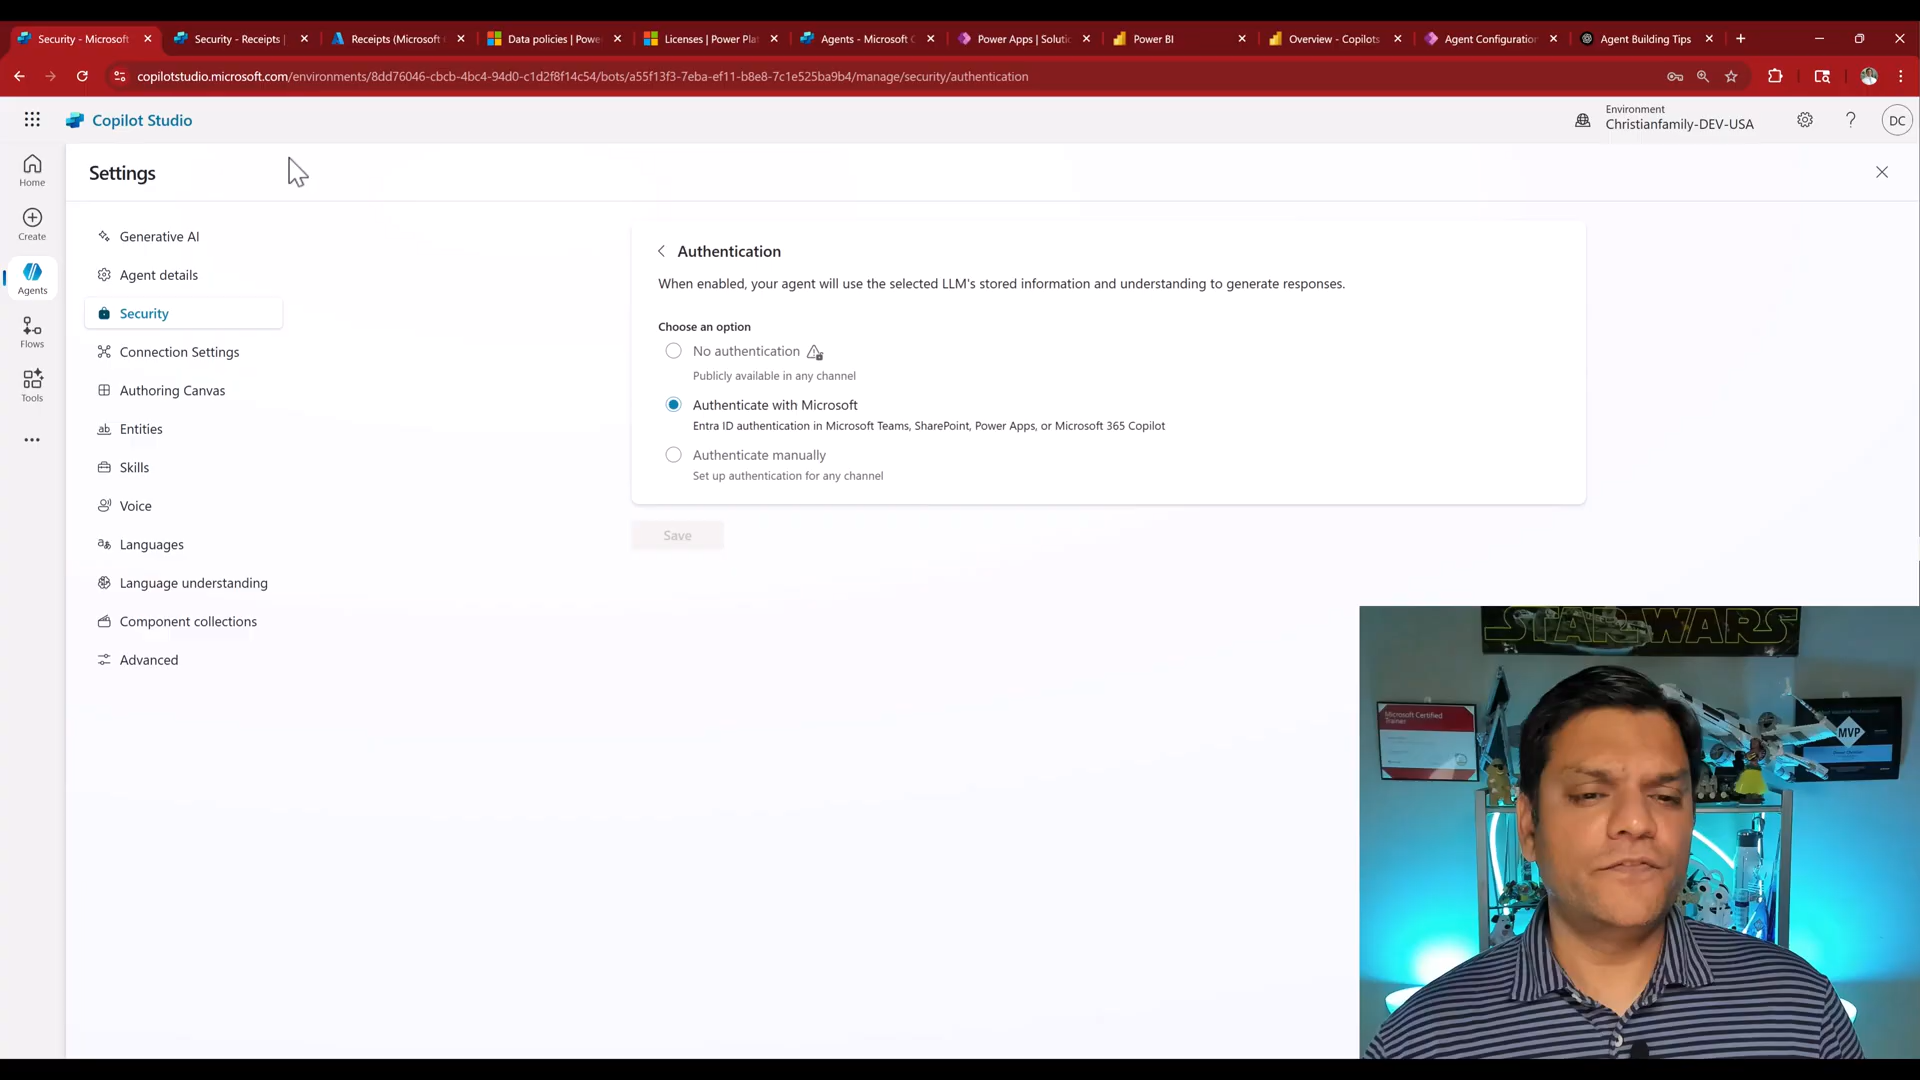 Security - Microsoft
Security - Receipts |
Receipts (Microsoft
Data policies | Powe
Licenses | Power Pla
Agents - Microsoft C
Power Apps | Soluti
Power BI
Overview - Copilots
Agent Configuration
Agent Building Tips
copilotstudio.microsoft.com/environments/8dd76046-cbcb-4bc4-94d0-c1d2f8f14c54/bots/a55f13f3-7eba-ef11-b8e8-7c1e525ba9b4/manage/security/authentication
Copilot Studio
Environment
Christianfamily-DEV-USA
DC
Home
Create
Agents
Flows
Tools
Settings
Generative AI
Agent details
Security
Connection Settings
Authoring Canvas
Entities
Skills
Voice
Languages
Language understanding
Component collections
Advanced
Authentication
When enabled, your agent will use the selected LLM's stored information and understanding to generate responses.
Choose an option
No authentication
Publicly available in any channel
Authenticate with Microsoft
Entra ID authentication in Microsoft Teams, SharePoint, Power Apps, or Microsoft 365 Copilot
Authenticate manually
Set up authentication for any channel
Save
STAR WARS
Microsoft Certified
Trainer
MVP